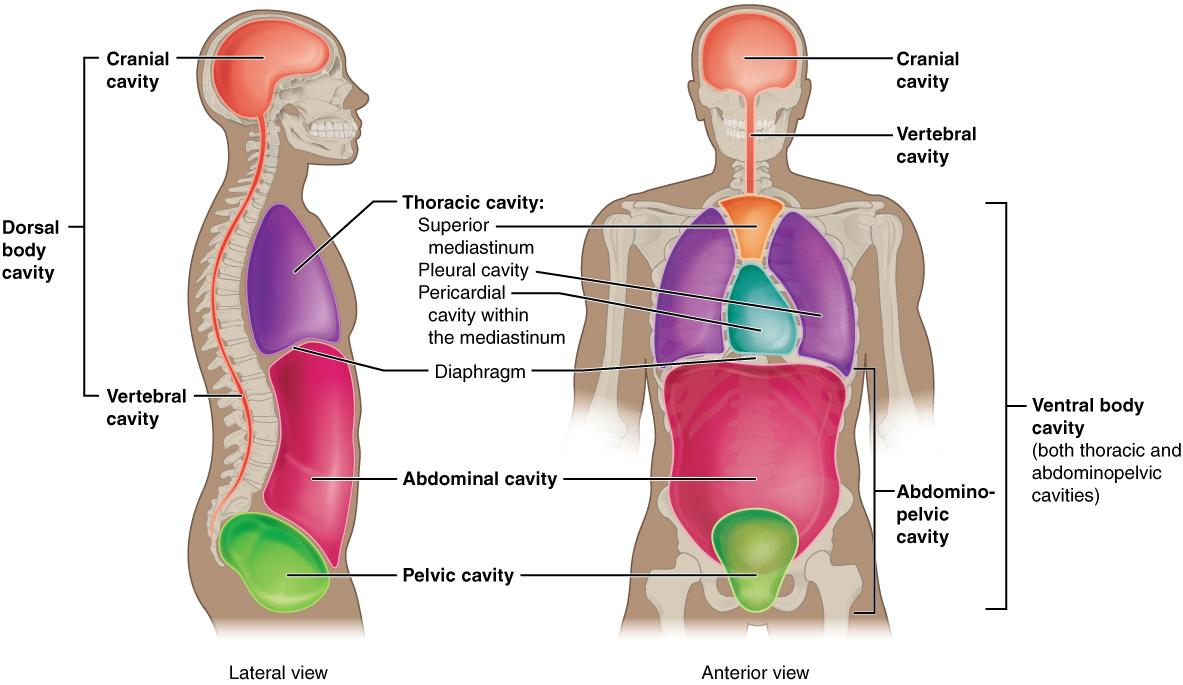 Cranial
cavity
Dorsal
body
cavity
Vertebral
cavity
Thoracic cavity:
Superior
mediastinum
Pleural cavity
Pericardial
cavity within
the mediastinum
Diaphragm
Abdominal cavity
Pelvic cavity
Cranial
cavity
Vertebral
cavity
Ventral body
cavity
(both thoracic and
abdominopelvic
cavities)
Abdomino-
pelvic
cavity
Lateral view
Anterior view